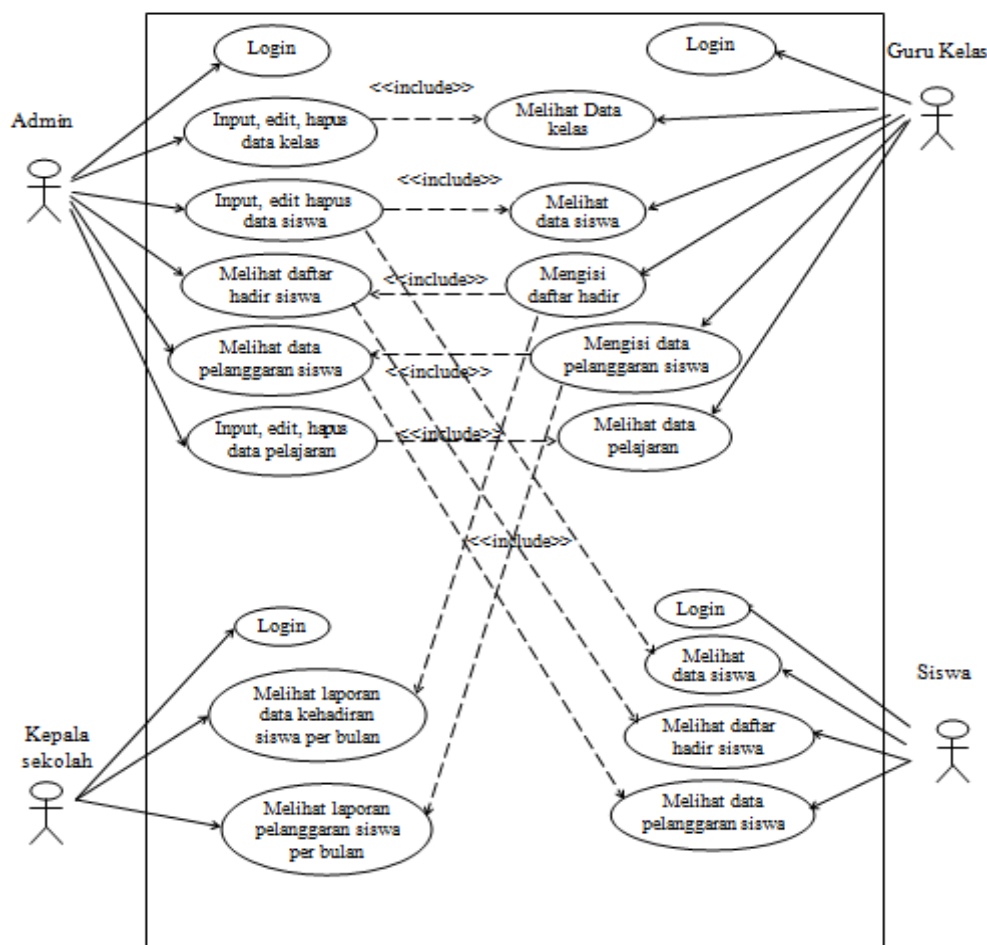 Login
Login
Guru Kelas
<<include>>
Admin
Input, edit, hapus
data kelas
Melihat Data
kelas
<<include>>
Input, edit hapus
data siswa
Melihat
data siswa
Melihat daftar
hadir siswa
<<include>>
Mengisi
daftar hadir
Melihat data
pelanggaran siswa
<<include>>
Mengisi data
pelanggaran siswa
Input, edit, hapus
data pelajaran
<<include>>
Melihat data
pelajaran
<<include>>
Login
Login
Melihat
data siswa
Siswa
Melihat laporan
data kehadiran
siswa per bulan
Melihat daftar
hadir siswa
Kepala
sekolah
Melihat laporan
pelanggaran siswa
per bulan
Melihat data
pelanggaran siswa